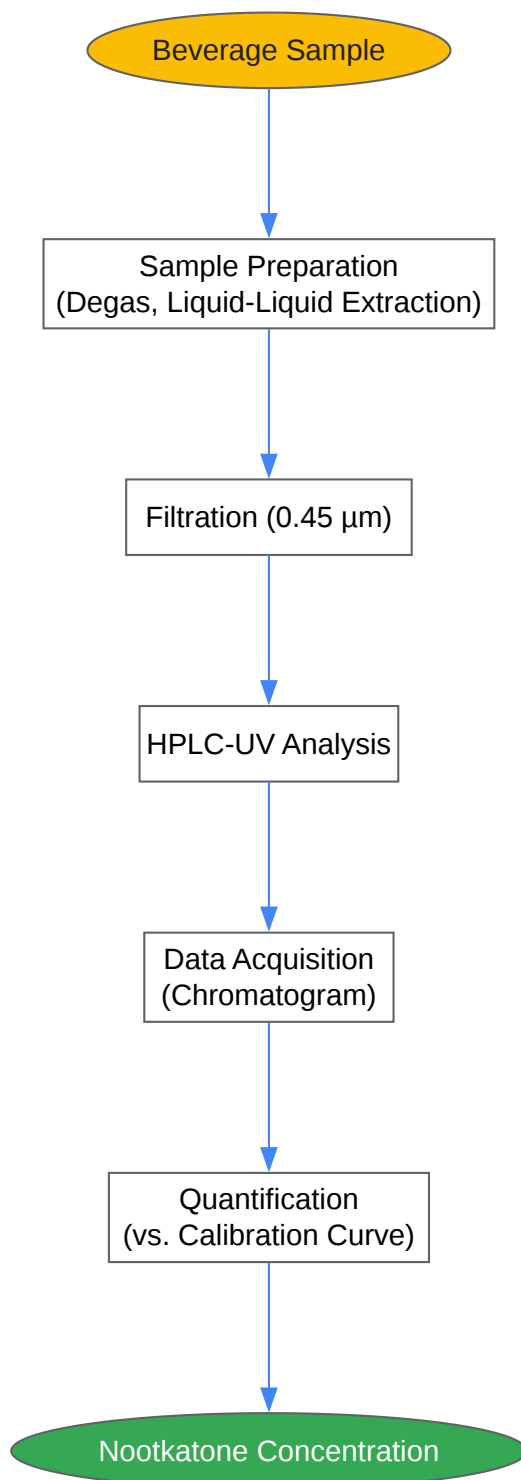 Beverage Sample
Sample Preparation
(Degas, Liquid-Liquid Extraction)
Filtration (0.45 µm)
HPLC-UV Analysis
Data Acquisition
(Chromatogram)
Quantification
(vs. Calibration Curve)
Nootkatone Concentration